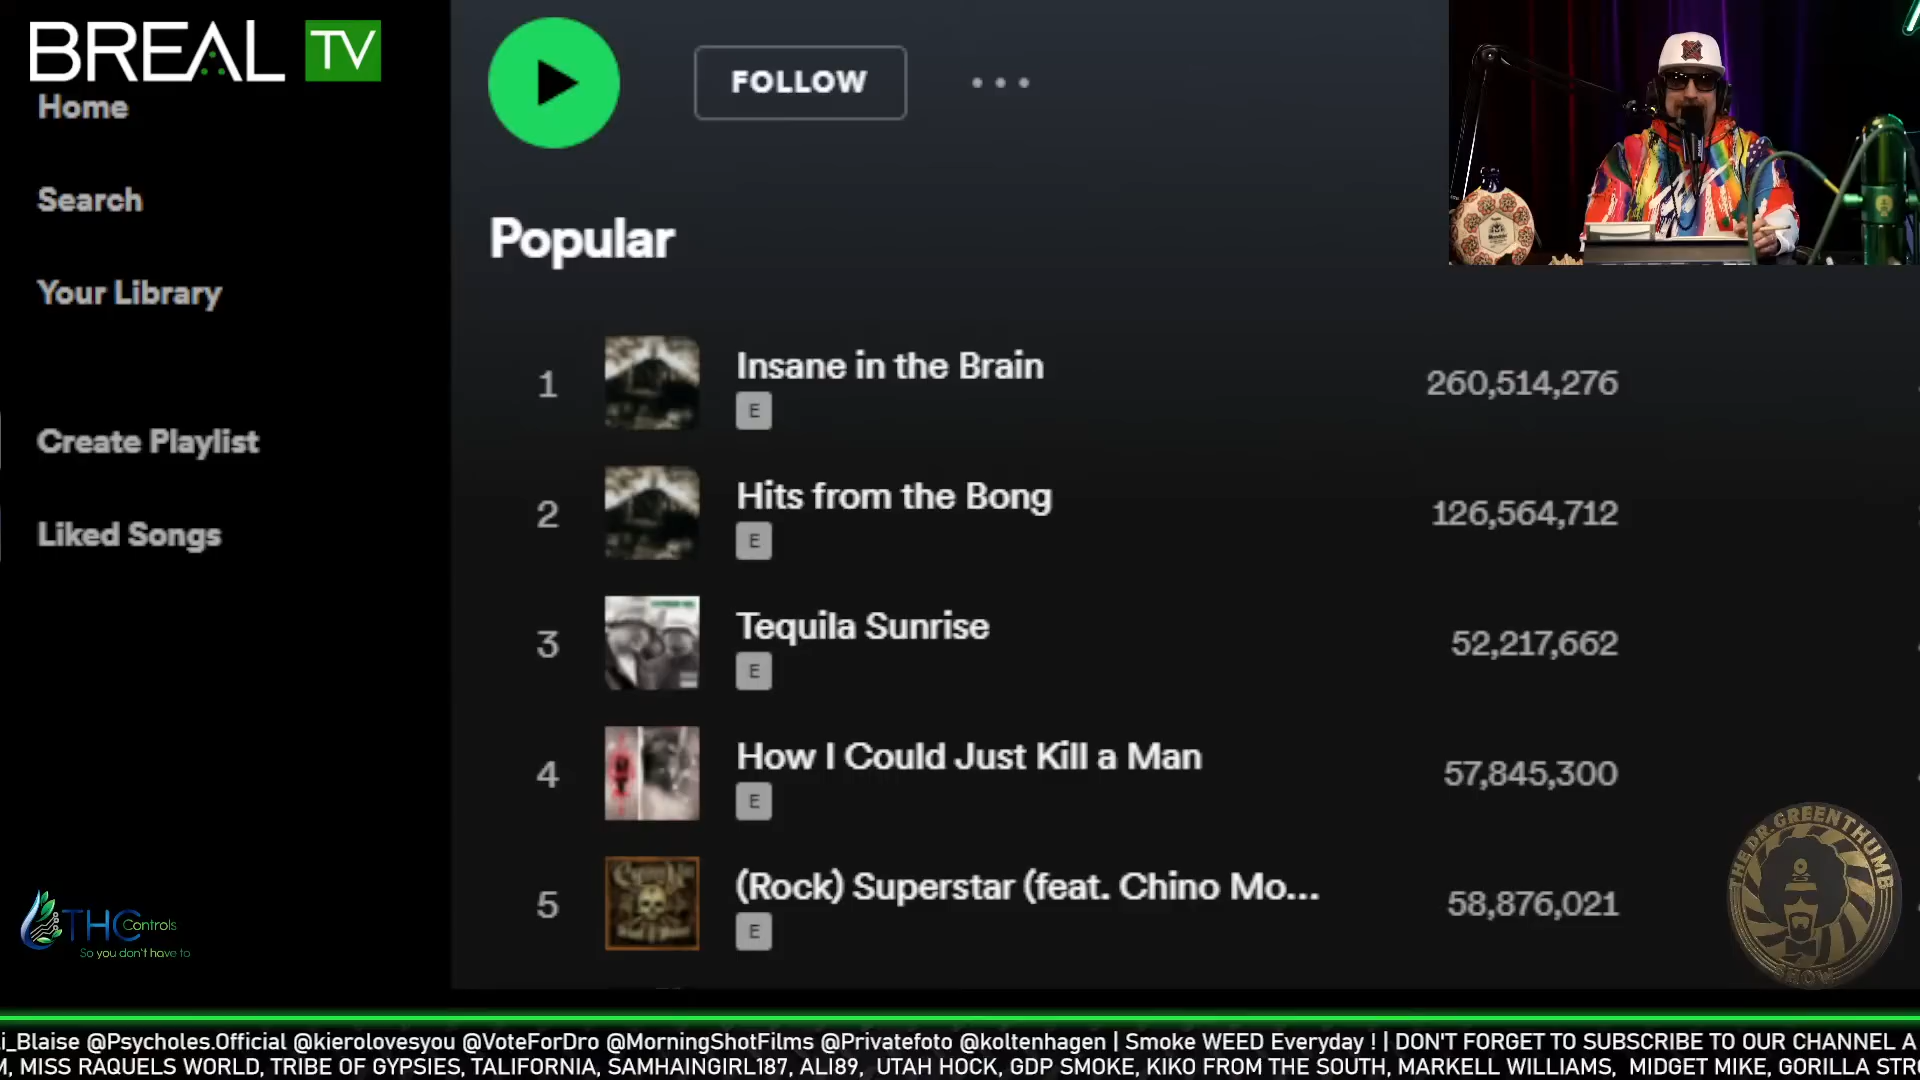 BREAL TV
Home
Search
Your Library
Create Playlist
Liked Songs
FOLLOW
Popular
1
Insane in the Brain
E
260,514,276
2
Hits from the Bong
E
126,564,712
3
Tequila Sunrise
E
52,217,662
4
How I Could Just Kill a Man
E
57,845,300
5
(Rock) Superstar (feat. Chino Mo...
E
58,876,021
THC Controls
So you don't have to
THE DR. GREENTHUMB
SHOW
i_Blaise @Psycholes.Official @kierolovesyou @VoteForDro @MorningShotFilms @Privatefoto @koltenhagen | Smoke WEED Everyday ! | DON'T FORGET TO SUBSCRIBE TO OUR CHANNEL A
M, MISS RAQUELS WORLD, TRIBE OF GYPSIES, TALIFORNIA, SAMHAINGIRL187, ALI89, UTAH HOCK, GDP SMOKE, KIKO FROM THE SOUTH, MARKELL WILLIAMS, MIDGET MIKE, GORILLA STR